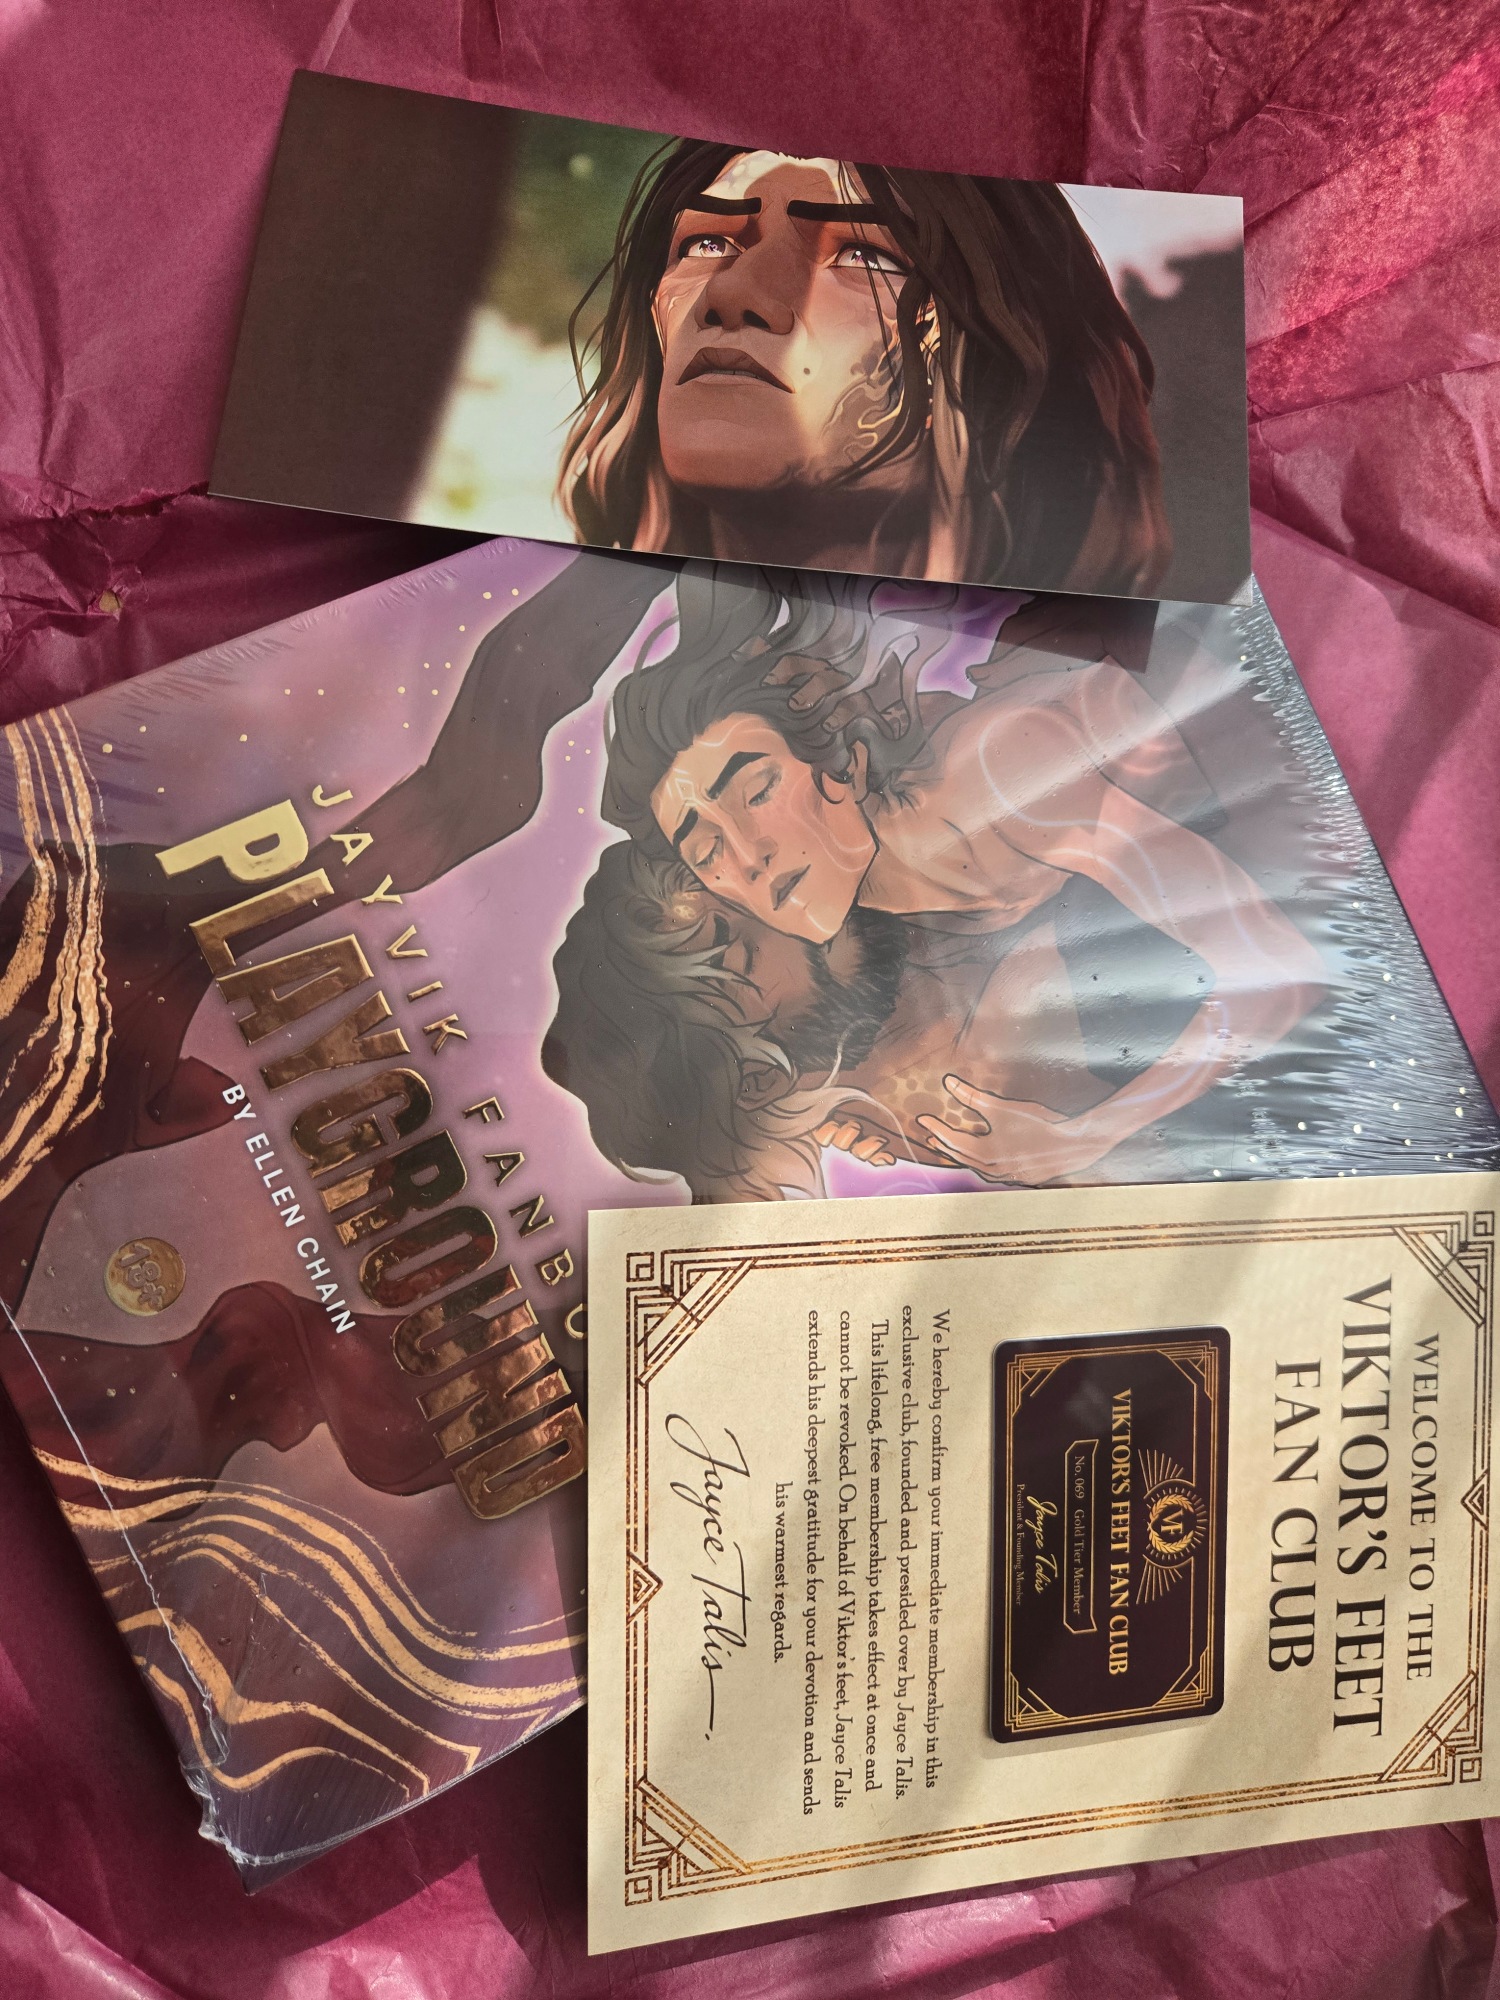 JAYVIK FANBO
PLAYGROUND
BY ELLEN CHAIN
18+
WELCOME TO THE
VIKTOR'S FEET
FAN CLUB
VF
VIKTOR'S FEET FAN CLUB
No. 069 Gold Tier Member
Jayce Talis
President & Founding Member
We hereby confirm your immediate membership in this
exclusive club, founded and presided over by Jayce Talis.
This lifelong, free membership takes effect at once and
cannot be revoked. On behalf of Viktor's feet, Jayce Talis
extends his deepest gratitude for your devotion and sends
his warmest regards.
Jayce Talis